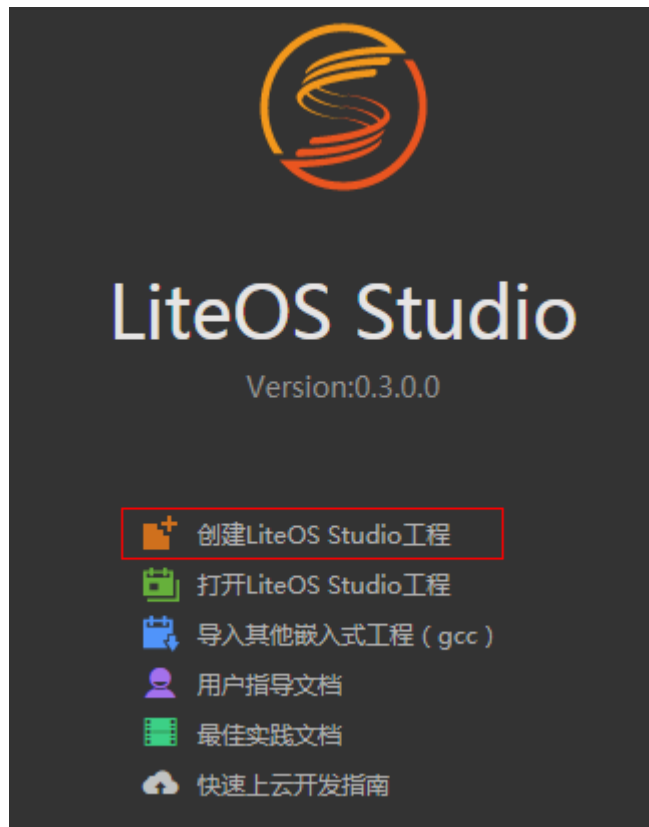 LiteOS Studio
Version:0.3.0.0
创建LiteOS Studio工程
打开LiteOS Studio工程
导入其他嵌入式工程（gcc）
用户指导文档
最佳实践文档
快速上云开发指南